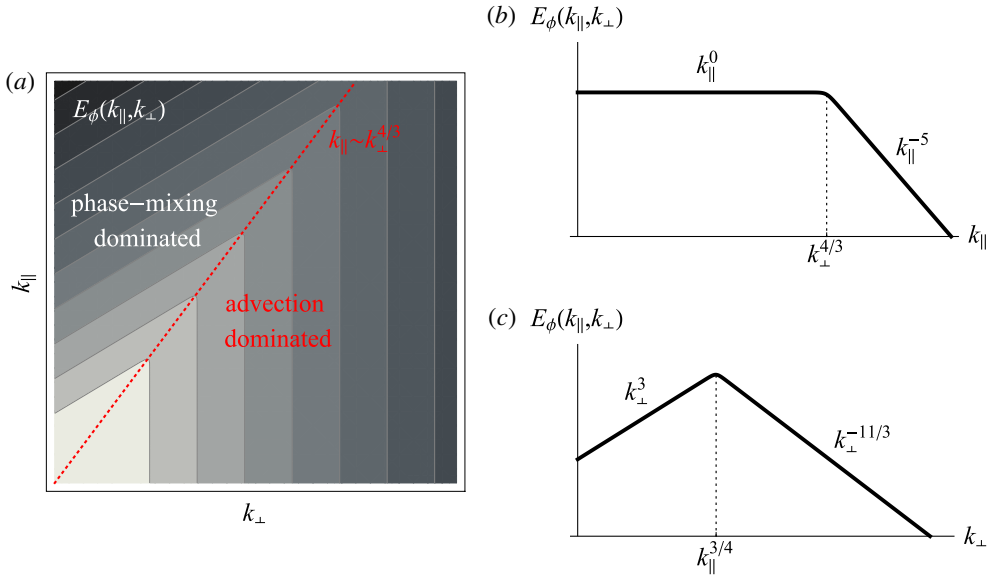 (a)
E_ϕ(k_∥,k_⊥)
k_∥~k_⊥^{4/3}
phase−mixing
dominated
advection
dominated
k_∥
k_⊥
(b) E_ϕ(k_∥,k_⊥)
k_∥^0
k_∥^{−5}
k_⊥^{4/3}
k_∥
(c) E_ϕ(k_∥,k_⊥)
k_⊥^3
k_⊥^{−11/3}
k_∥^{3/4}
k_⊥